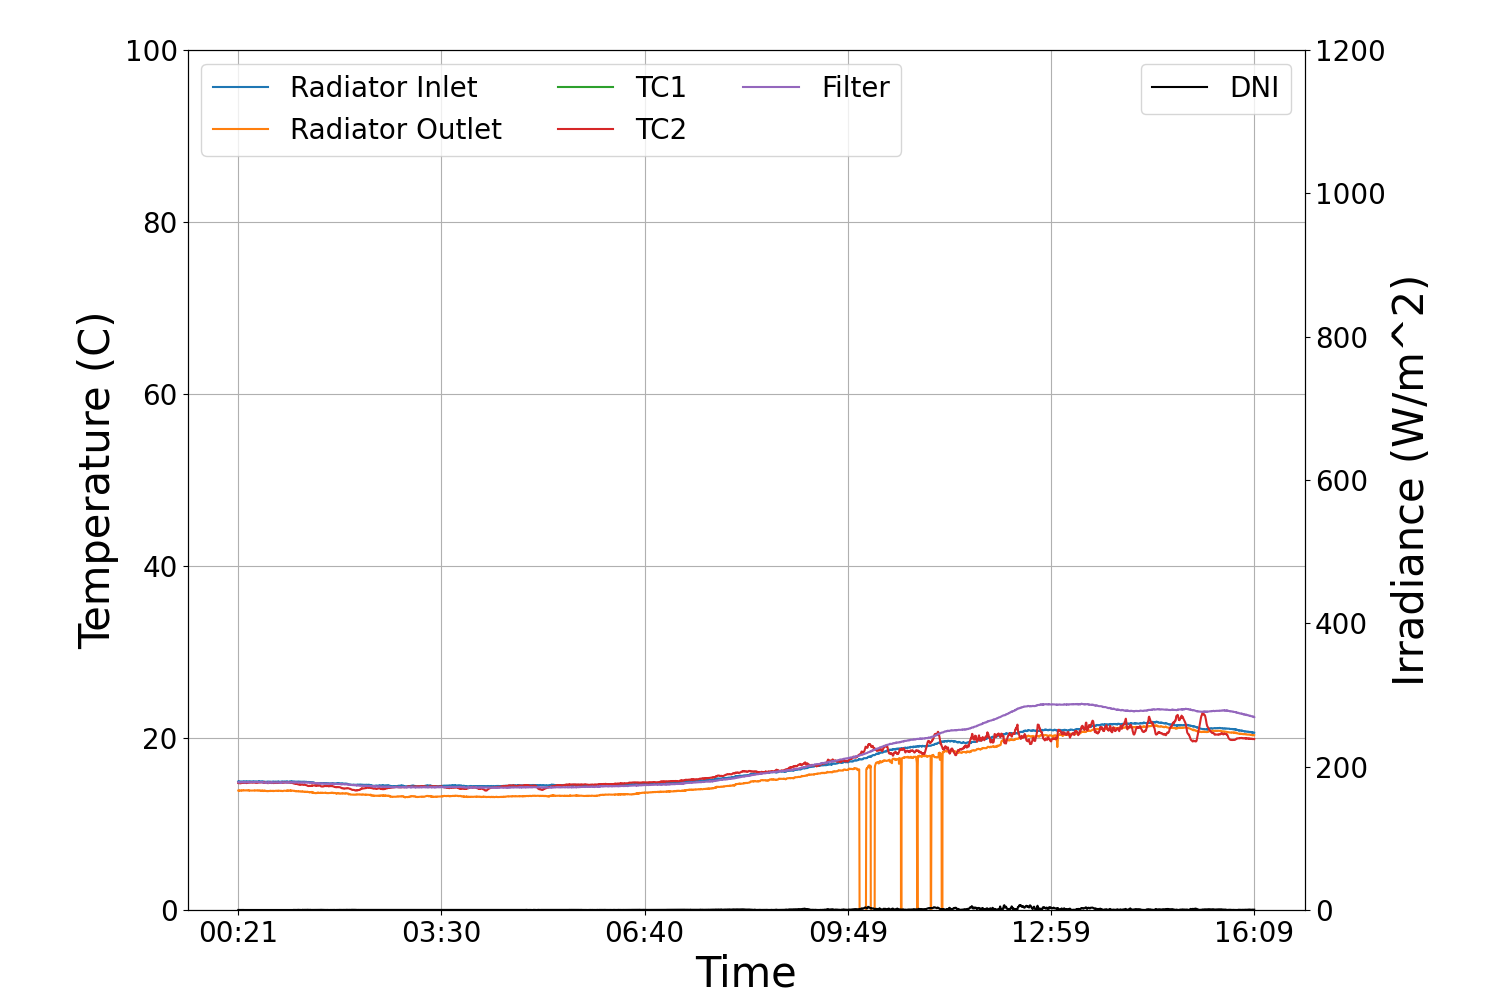 100
80
60
40
20
0
Temperature (C)
Radiator Inlet
Radiator Outlet
TC1
TC2
Filter
DNI
1200
1000
800
600
400
200
0
Irradiance (W/m^2)
00:21 03:30 06:40 09:49 12:59 16:09
Time